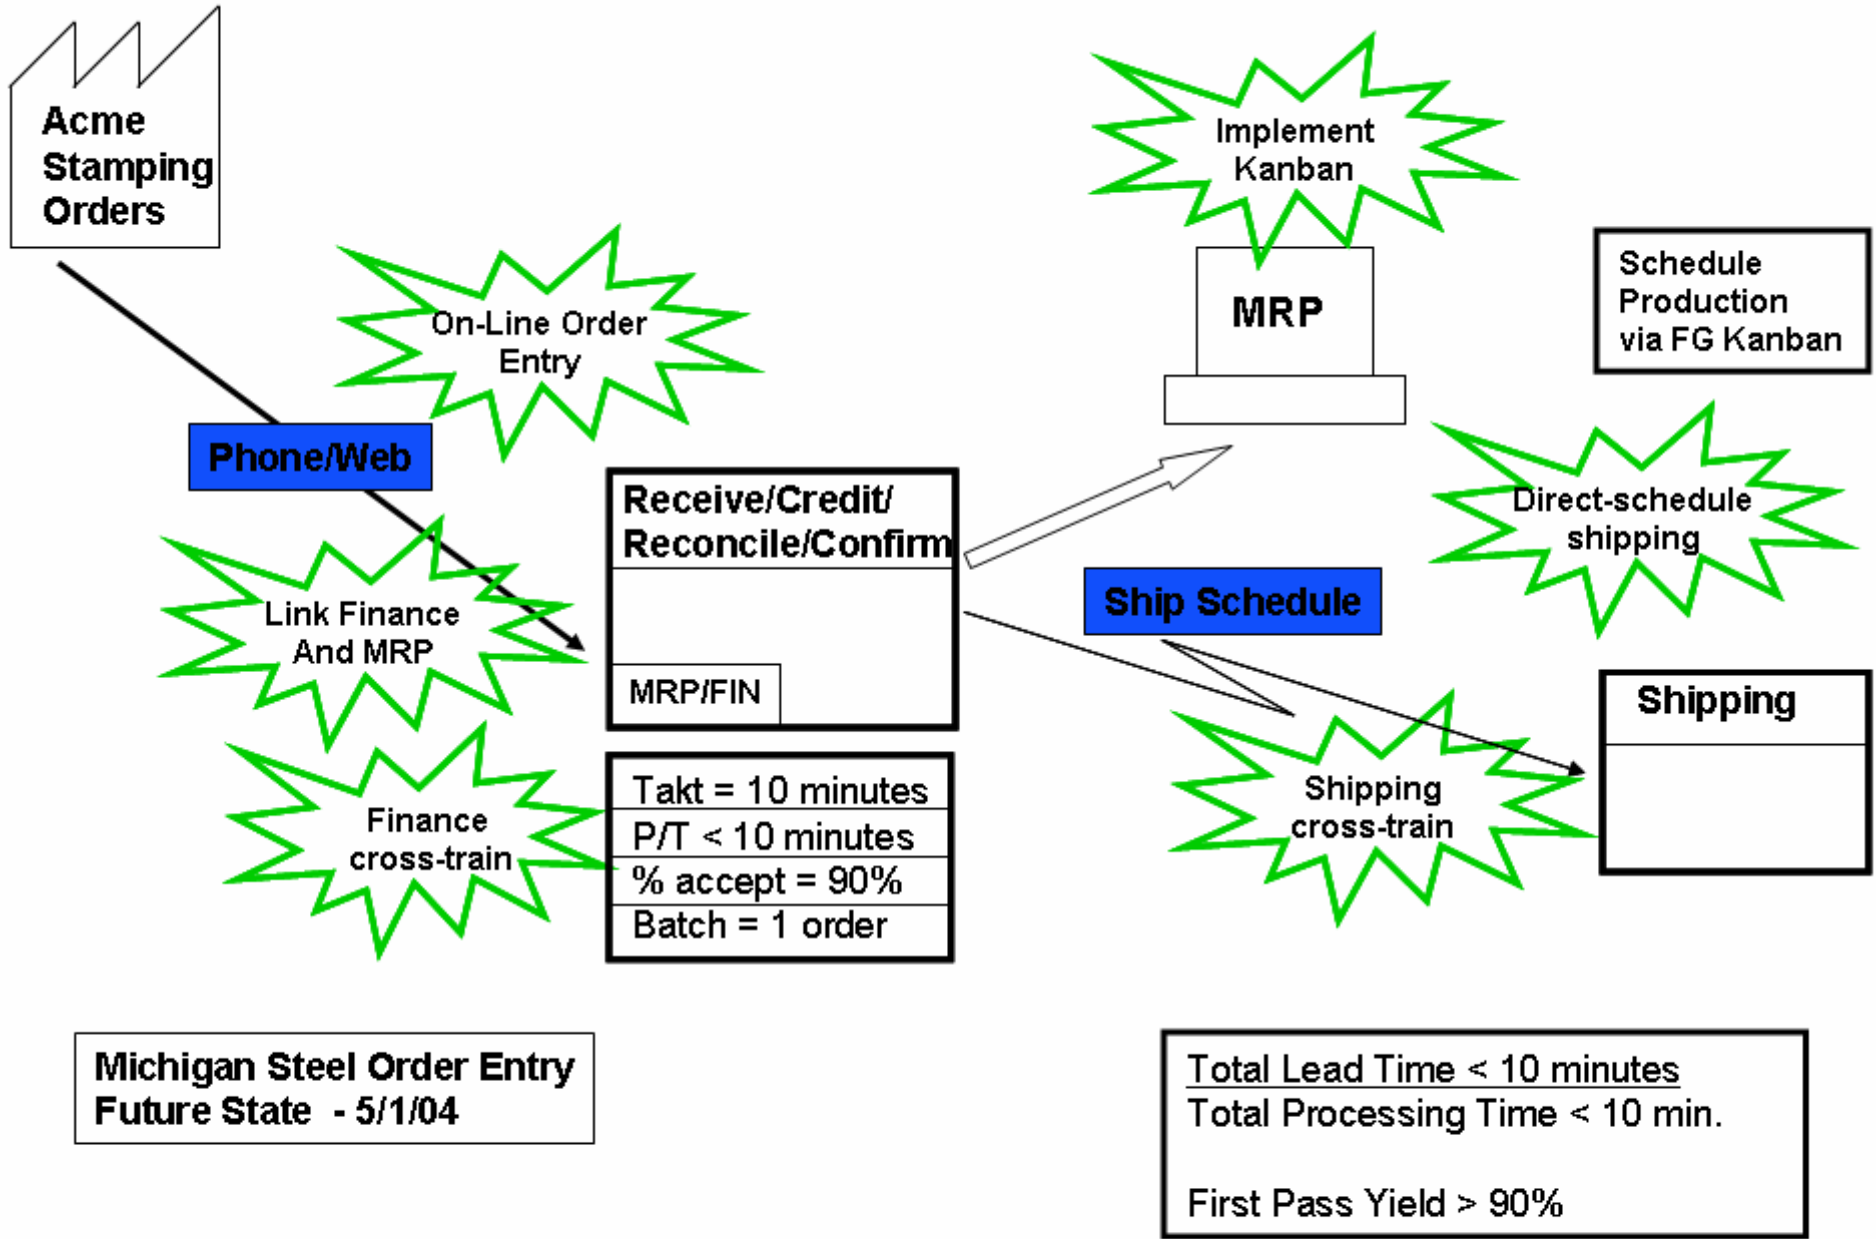 Acme
Stamping
Orders
Implement
Kanban
On-Line Order
Entry
MRP
Schedule
Production
via FG Kanban
Phone/Web
Receive/Credit/
Reconcile/Confirm
MRP/FIN
Direct-schedule
shipping
Link Finance
And MRP
Ship Schedule
Shipping
Finance
cross-train
Takt = 10 minutes
P/T < 10 minutes
% accept = 90%
Batch = 1 order
Shipping
cross-train
Michigan Steel Order Entry
Future State - 5/1/04
Total Lead Time < 10 minutes
Total Processing Time < 10 min.
First Pass Yield > 90%